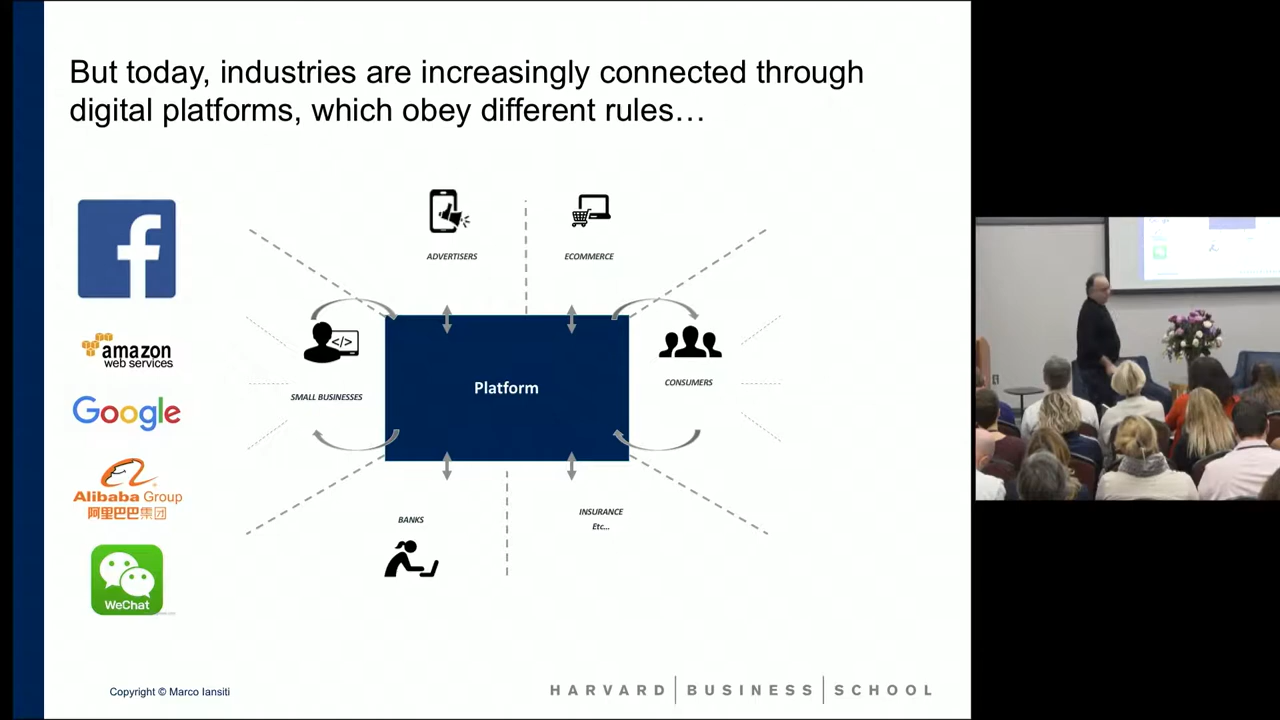 But today, industries are increasingly connected through
digital platforms, which obey different rules…
ADVERTISERS
ECOMMERCE
f
</>
SMALL BUSINESSES
Platform
CONSUMERS
amazon
web services
Google
Alibaba Group
阿里巴巴集团
BANKS
INSURANCE
Etc...
WeChat
Copyright © Marco Iansiti
HARVARD | BUSINESS | SCHOOL